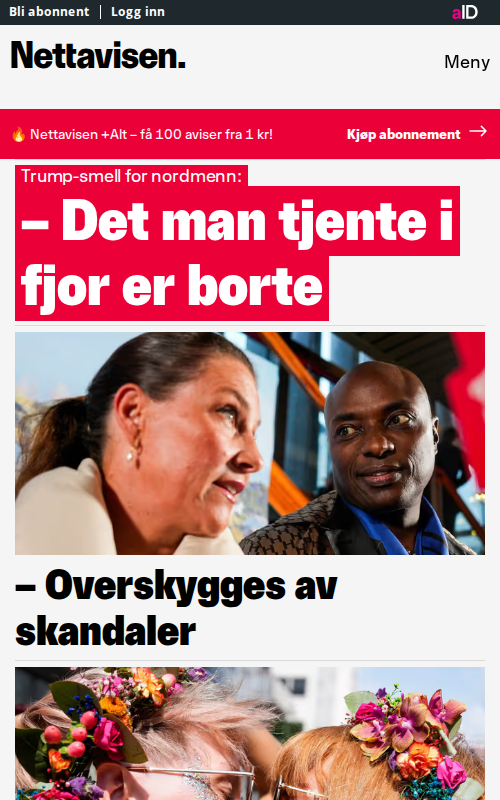 Bli abonnent | Logg inn
aID
Nettavisen.
Meny
🔥 Nettavisen +Alt – få 100 aviser fra 1 kr!
Kjøp abonnement →
Trump-smell for nordmenn:
– Det man tjente i
fjor er borte
– Overskygges av
skandaler